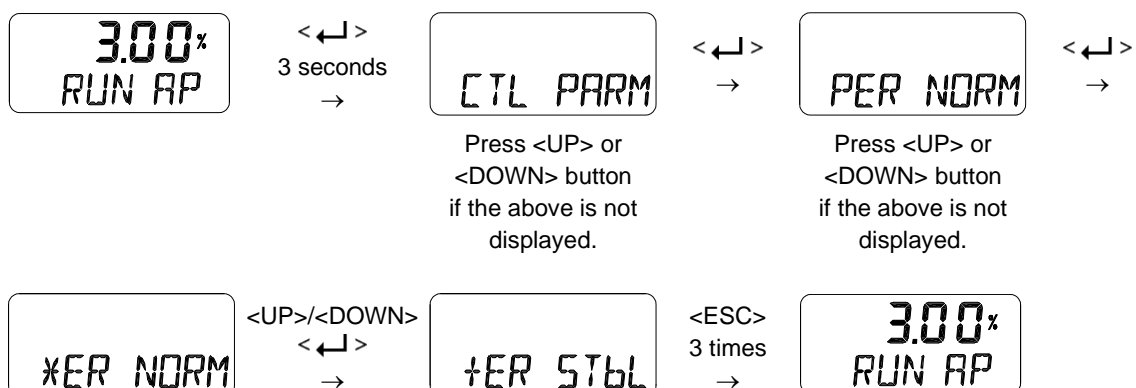 3.00%
RUN AP
<↵>
3 seconds
→
CTL PARM
Press <UP> or
<DOWN> button
if the above is not
displayed.
<↵>
→
PER NORM
Press <UP> or
<DOWN> button
if the above is not
displayed.
<↵>
→
*ER NORM
<UP>/<DOWN>
<↵>
→
+ER STbL
<ESC>
3 times
→
3.00%
RUN AP